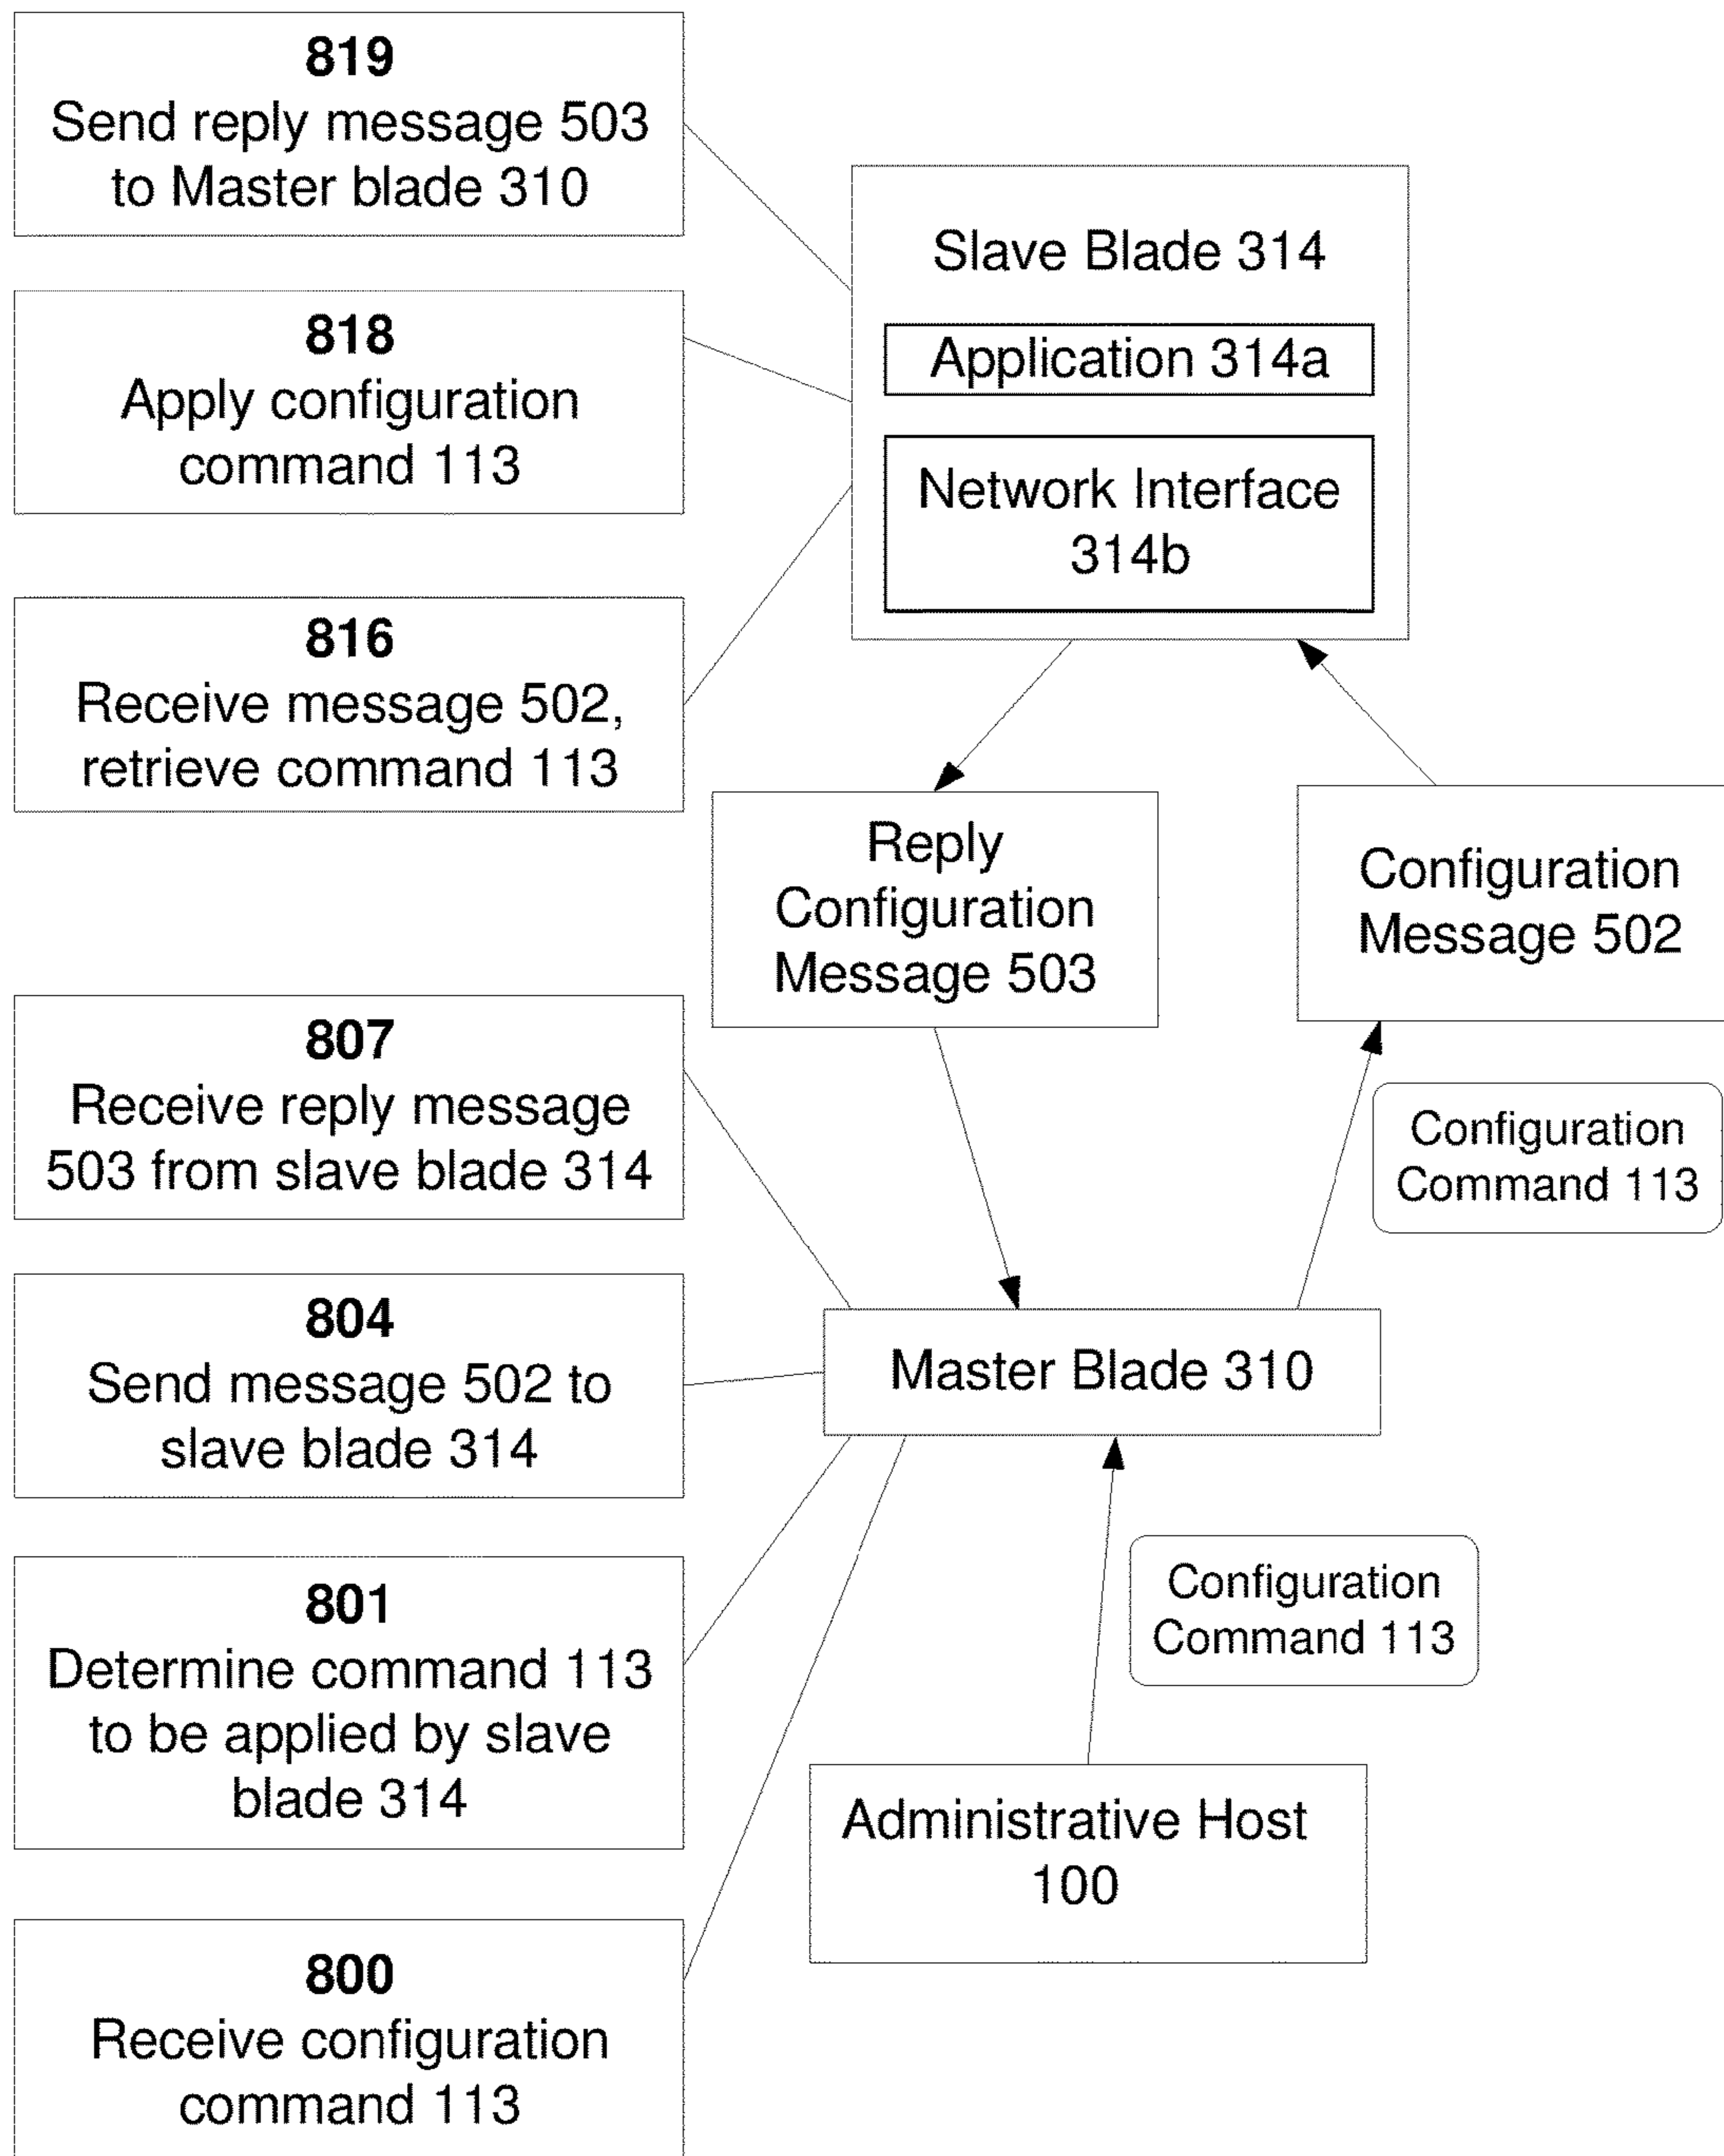 819
Send reply message 503
to Master blade 310
818
Apply configuration
command 113
816
Receive message 502,
retrieve command 113
807
Receive reply message
503 from slave blade 314
804
Send message 502 to
slave blade 314
801
Determine command 113
to be applied by slave
blade 314
800
Receive configuration
command 113
Slave Blade 314
Application 314a
Network Interface
314b
Reply
Configuration
Message 503
Configuration
Message 502
Configuration
Command 113
Master Blade 310
Configuration
Command 113
Administrative Host
100